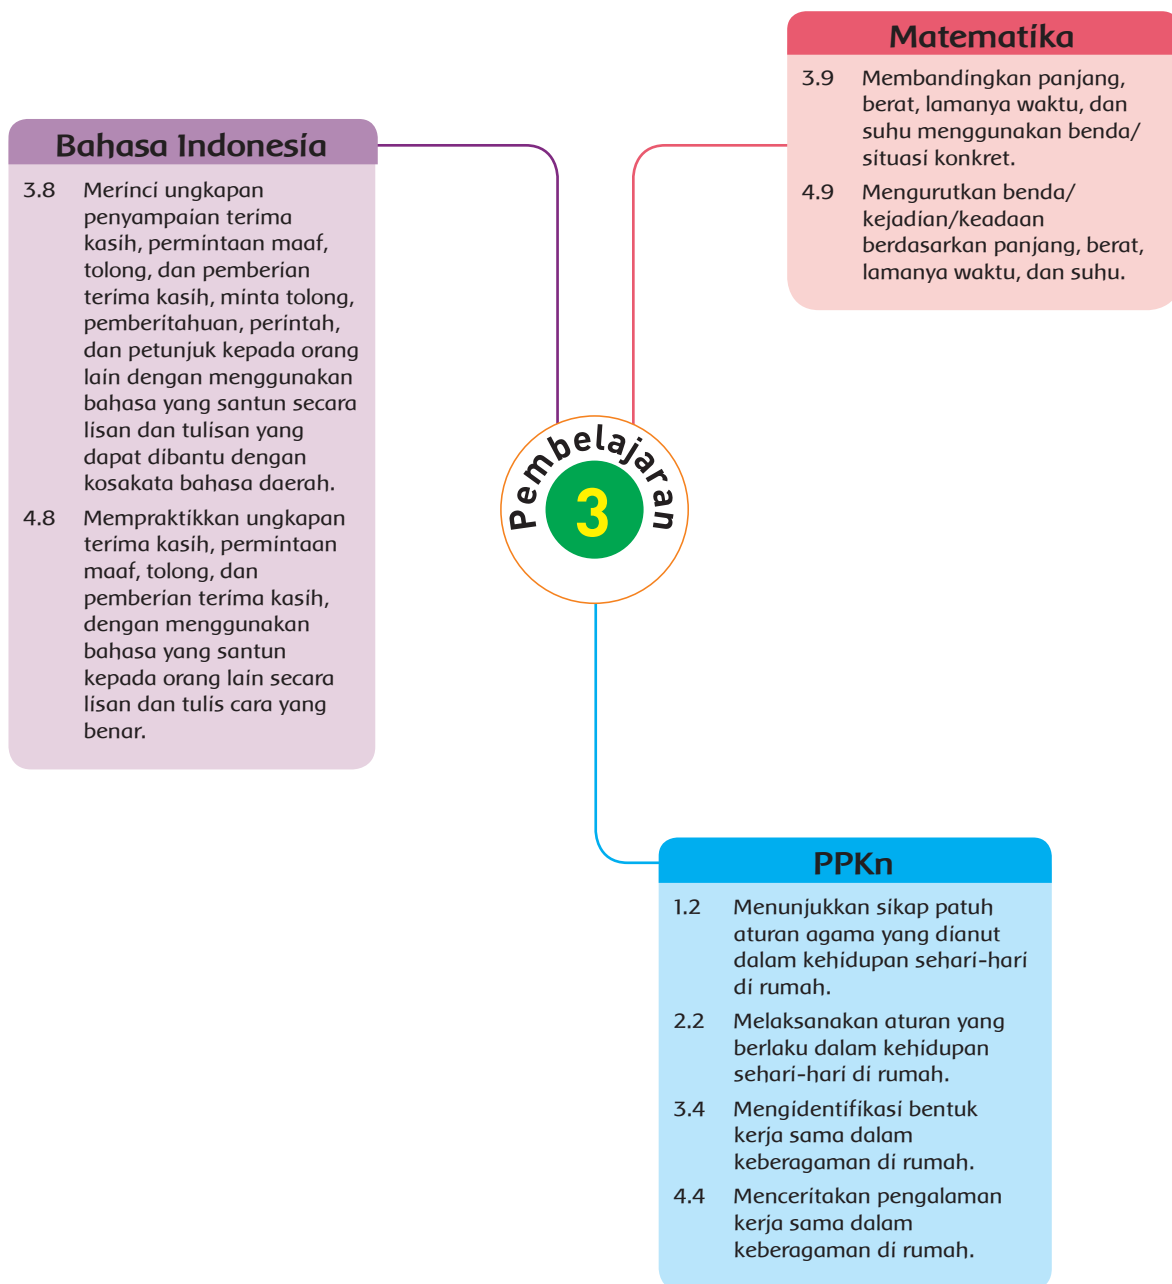 Matematika
3.9 Membandingkan panjang,
berat, lamanya waktu, dan
suhu menggunakan benda/
situasi konkret.
4.9 Mengurutkan benda/
kejadian/keadaan
berdasarkan panjang, berat,
lamanya waktu, dan suhu.
Bahasa Indonesia
3.8 Merinci ungkapan
penyampaian terima
kasih, permintaan maaf,
tolong, dan pemberian
terima kasih, minta tolong,
pemberitahuan, perintah,
dan petunjuk kepada orang
lain dengan menggunakan
bahasa yang santun secara
lisan dan tulisan yang
dapat dibantu dengan
kosakata bahasa daerah.
4.8 Mempraktikkan ungkapan
terima kasih, permintaan
maaf, tolong, dan
pemberian terima kasih,
dengan menggunakan
bahasa yang santun
kepada orang lain secara
lisan dan tulis cara yang
benar.
Pembelajaran
3
PPKn
1.2 Menunjukkan sikap patuh
aturan agama yang dianut
dalam kehidupan sehari-hari
di rumah.
2.2 Melaksanakan aturan yang
berlaku dalam kehidupan
sehari-hari di rumah.
3.4 Mengidentifikasi bentuk
kerja sama dalam
keberagaman di rumah.
4.4 Menceritakan pengalaman
kerja sama dalam
keberagaman di rumah.